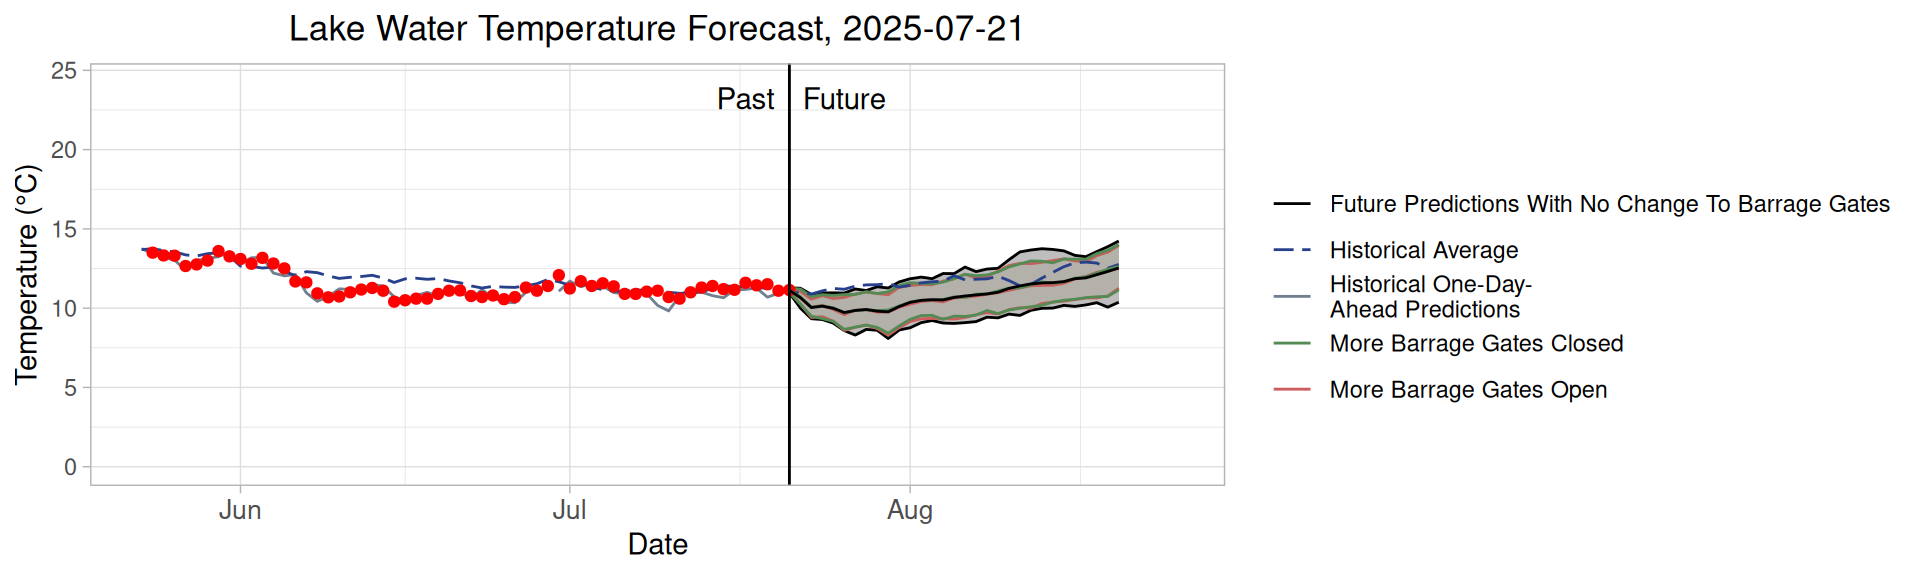 Lake Water Temperature Forecast, 2025-07-21
25
20
15
10
5
0
Temperature (°C)
Past
Future
Jun
Jul
Aug
Date
Future Predictions With No Change To Barrage Gates
Historical Average
Historical One-Day-
Ahead Predictions
More Barrage Gates Closed
More Barrage Gates Open